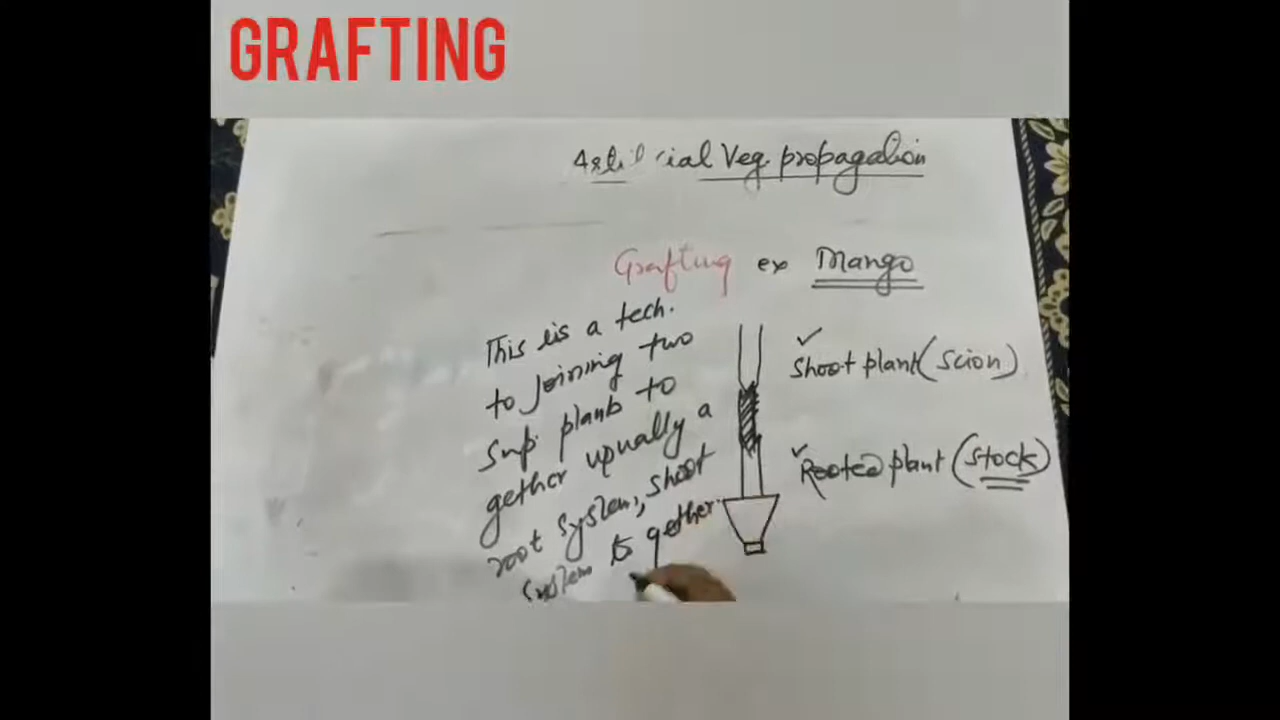 GRAFTING
Artificial Veg. propagation
Grafting ex Mango
This is a tech.
to Joining two
Sup. plants to
gether upually a
root system, shoot
system to gether.
Shoot plant (scion)
Rooted plant (stock)